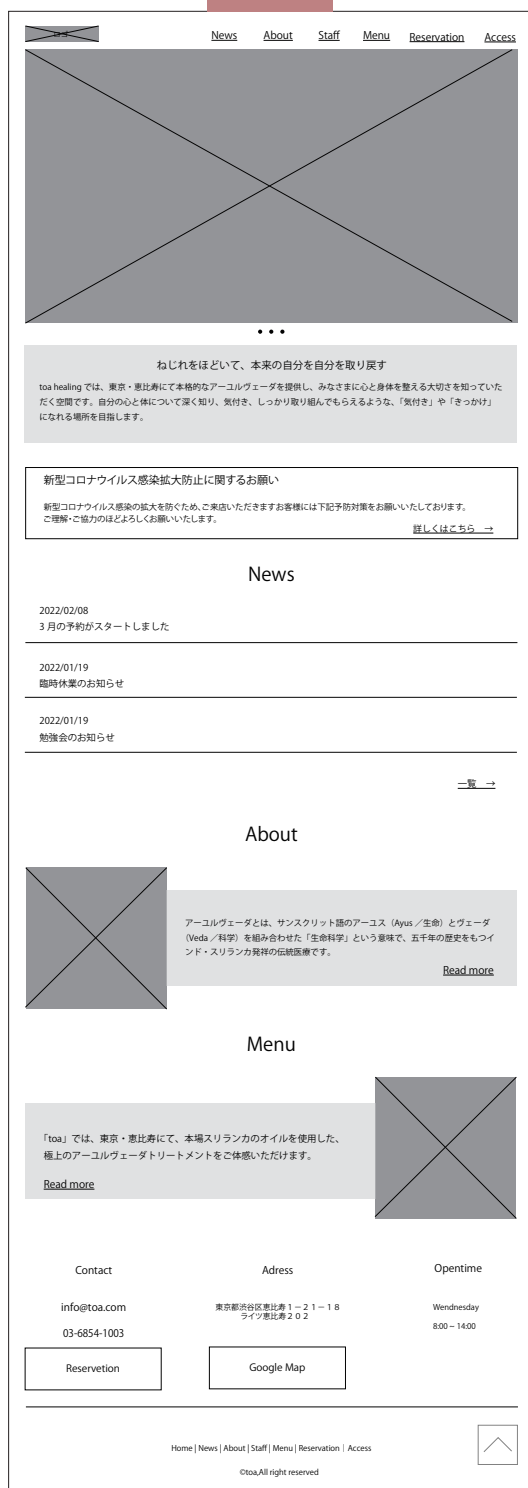 ロゴ
News About Staff Menu Reservation Access
ねじれをほどいて、本来の自分を自分を取り戻す
toa healing では、東京・恵比寿にて本格的なアーユルヴェーダを提供し、みなさまに心と身体を整える大切さを知っていた
だく空間です。自分の心と体について深く知り、気付き、しっかり取り組んでもらえるような、「気付き」や「きっかけ」
になれる場所を目指します。
新型コロナウイルス感染拡大防止に関するお願い
新型コロナウイルス感染の拡大を防ぐため、ご来店いただきますお客様には下記予防対策をお願いいたしております。
ご理解・ご協力のほどよろしくお願いいたします。
詳しくはこちら →
News
2022/02/08
3 月の予約がスタートしました
2022/01/19
臨時休業のお知らせ
2022/01/19
勉強会のお知らせ
一覧 →
About
アーユルヴェーダとは、サンスクリット語のアーユス（Ayus ／生命）とヴェーダ
（Veda ／科学）を組み合わせた「生命科学」という意味で、五千年の歴史をもつイ
ンド・スリランカ発祥の伝統医療です。
Read more
Menu
「toa」では、東京・恵比寿にて、本場スリランカのオイルを使用した、
極上のアーユルヴェーダトリートメントをご体感いただけます。
Read more
Contact
info@toa.com
03-6854-1003
Reservetion
Adress
東京都渋谷区恵比寿１－２１－１８
ライツ恵比寿２０２
Google Map
Opentime
Wendnesday
8:00 – 14:00
Home | News | About | Staff | Menu | Reservation | Access
©toa,All right reserved